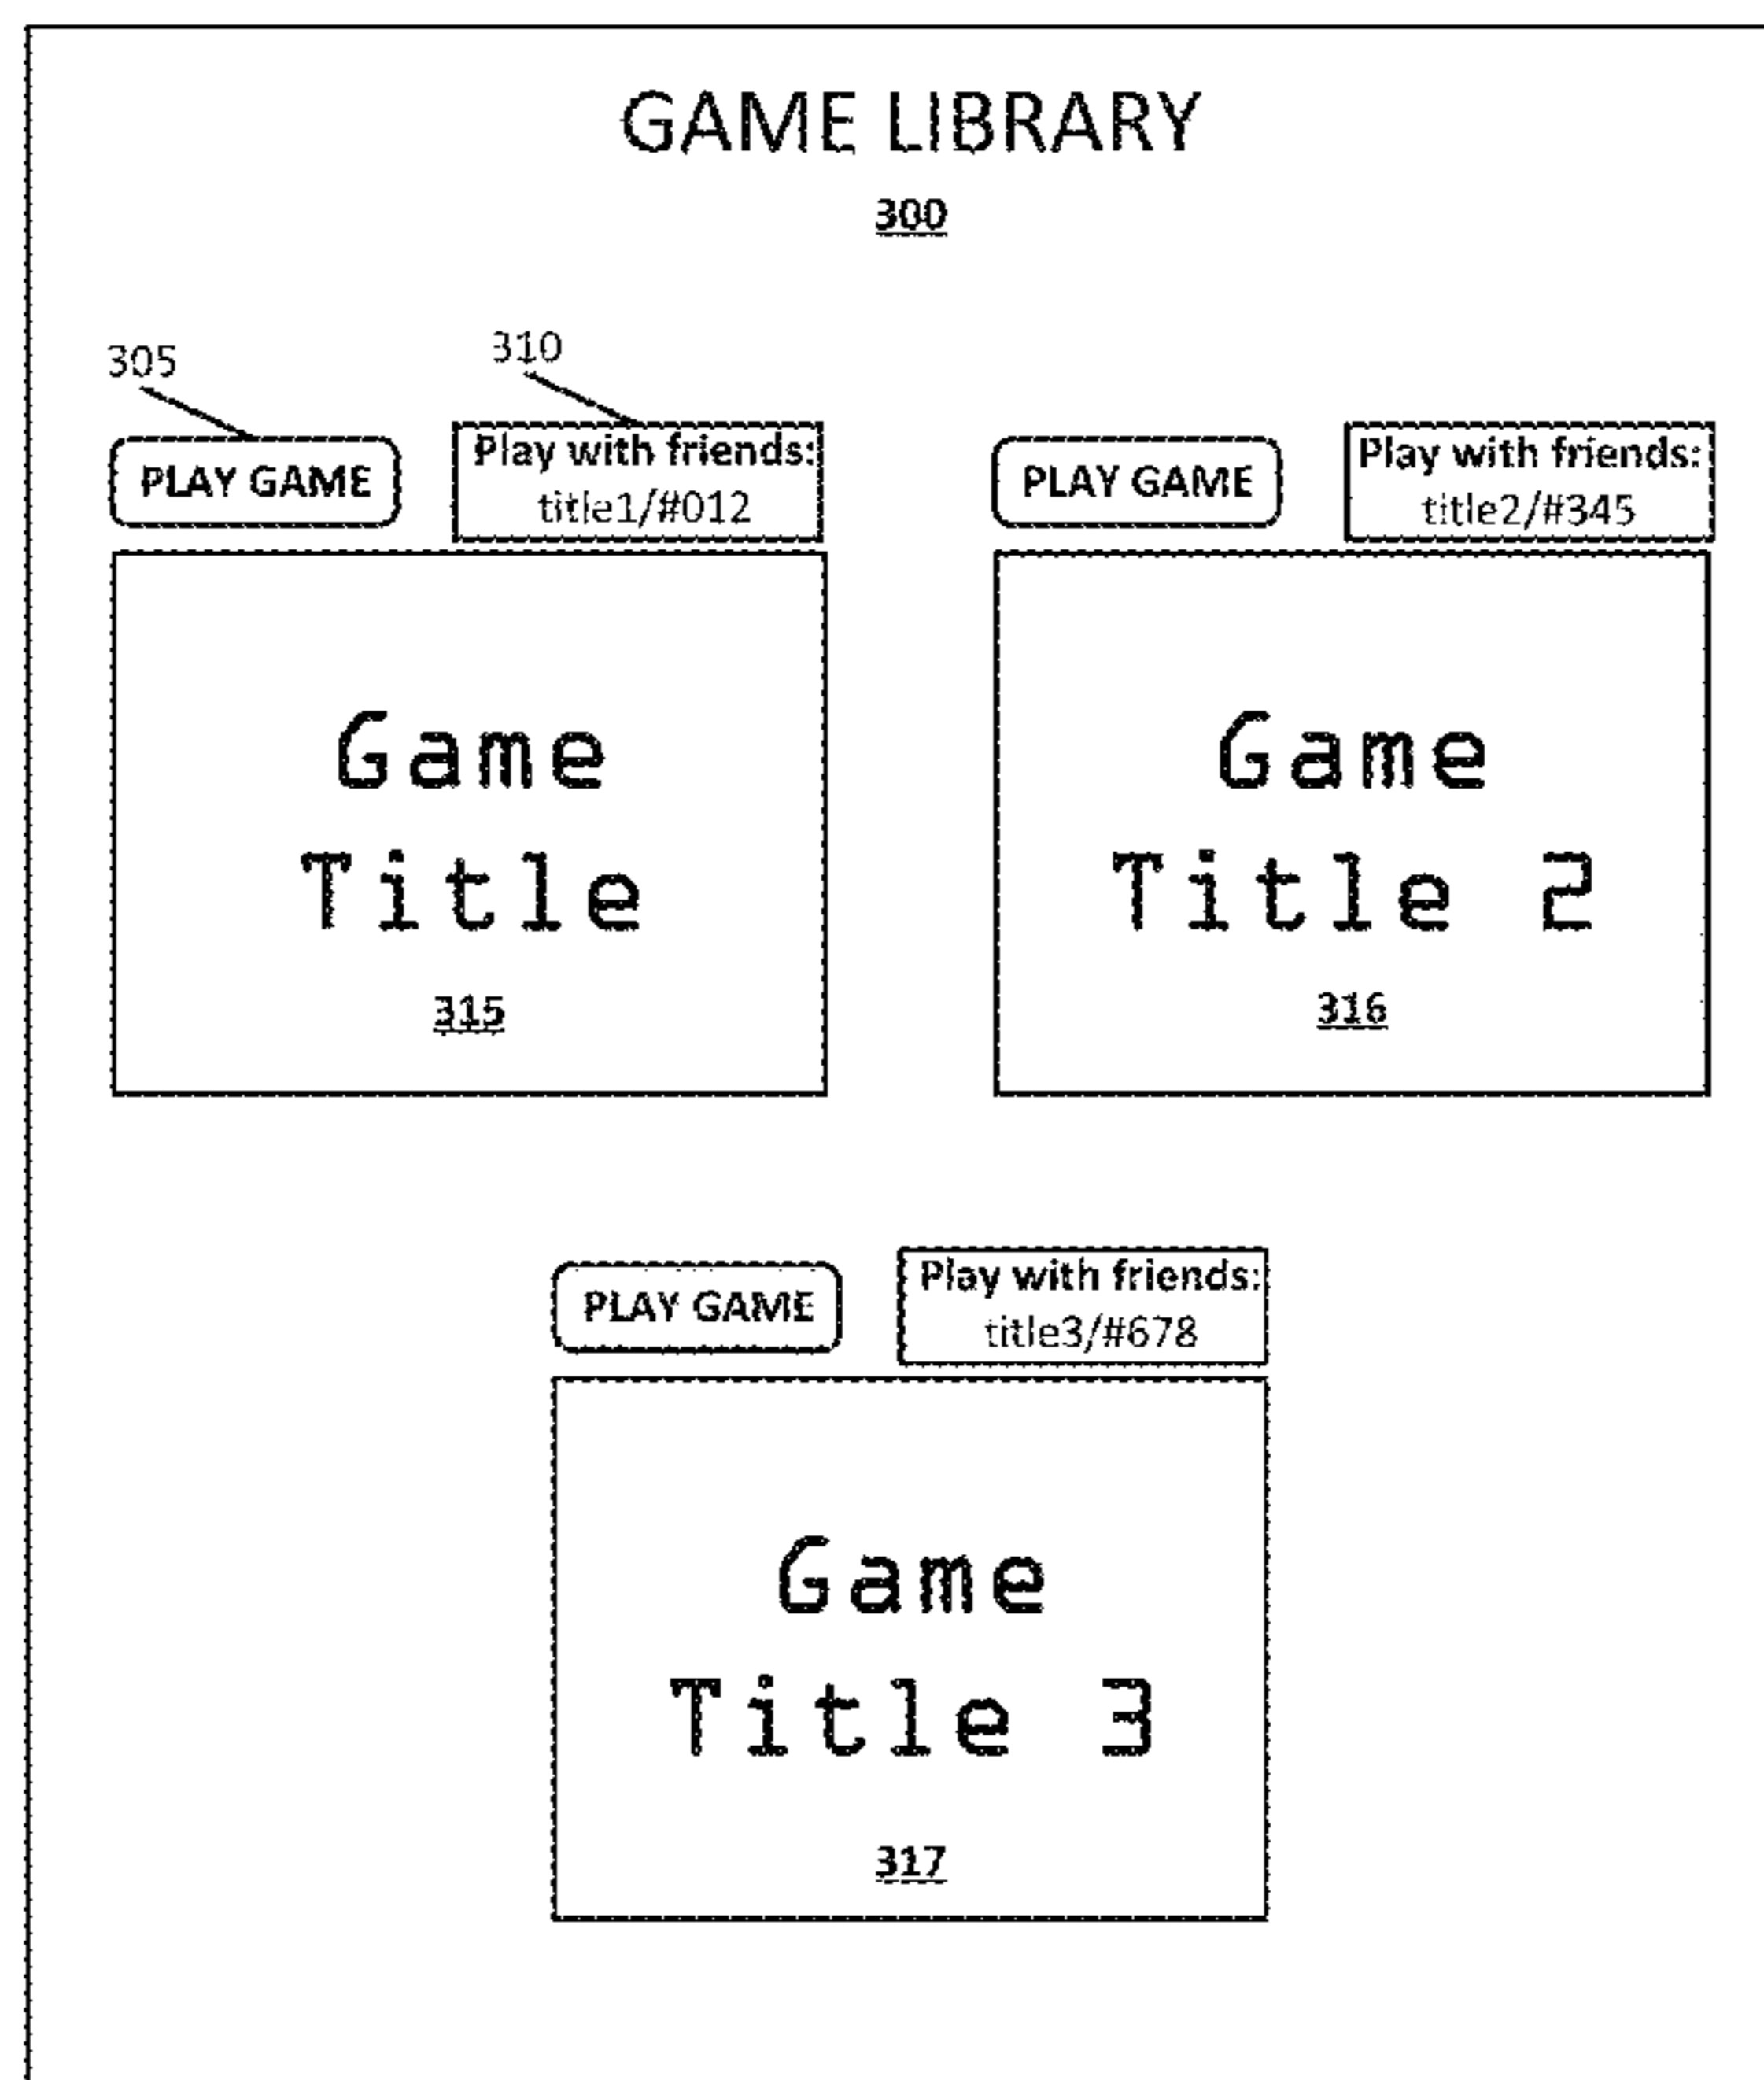 GAME LIBRARY
300
305
310
PLAY GAME
Play with friends:
title1/#012
Game
Title
315
PLAY GAME
Play with friends:
title2/#345
Game
Title 2
316
PLAY GAME
Play with friends:
title3/#678
Game
Title 3
317